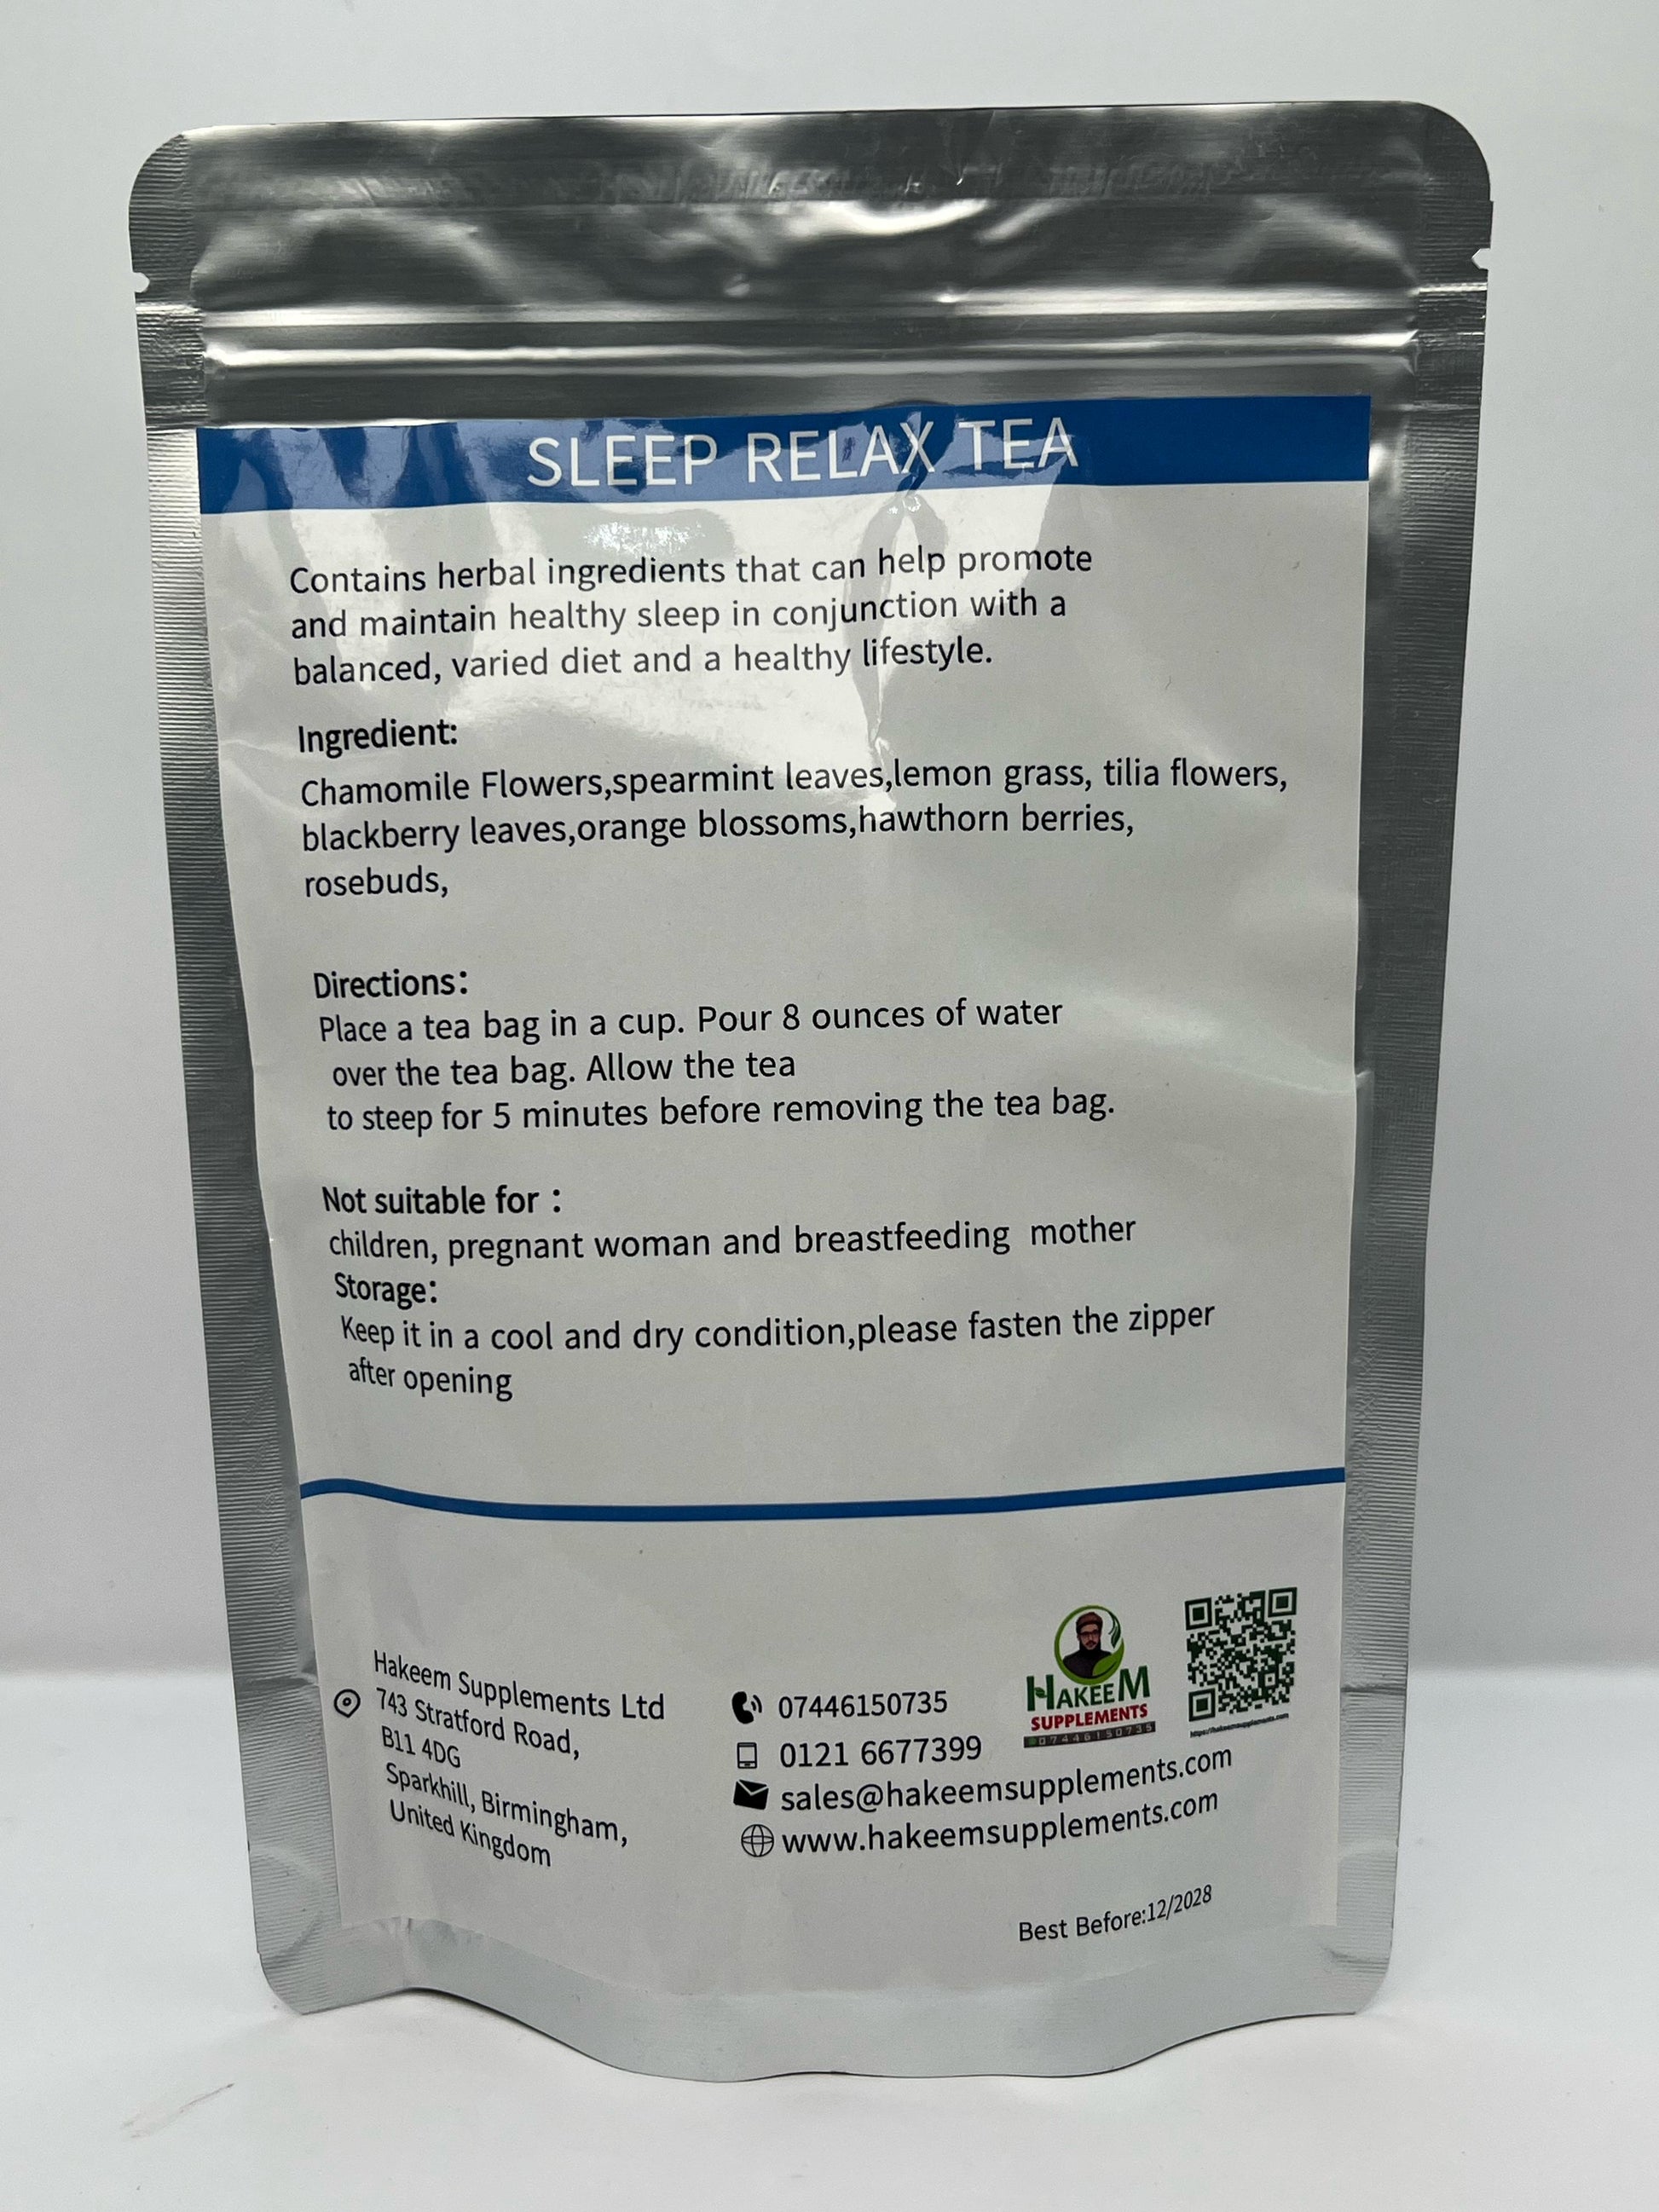 SLEEP RELAX TEA
Contains herbal ingredients that can help promote
and maintain healthy sleep in conjunction with a
balanced, varied diet and a healthy lifestyle.
Ingredient:
Chamomile Flowers,spearmint leaves,lemon grass, tilia flowers,
blackberry leaves,orange blossoms,hawthorn berries,
rosebuds,
Directions:
Place a tea bag in a cup. Pour 8 ounces of water
over the tea bag. Allow the tea
to steep for 5 minutes before removing the tea bag.
Not suitable for :
children, pregnant woman and breastfeeding mother
Storage:
Keep it in a cool and dry condition,please fasten the zipper
after opening
Hakeem Supplements Ltd
743 Stratford Road,
B11 4DG
Sparkhill, Birmingham,
United Kingdom
07446150735
0121 6677399
sales@hakeemsupplements.com
www.hakeemsupplements.com
HAKEEM
SUPPLEMENTS
07446150735
https://hakeemsupplements.com
Best Before:12/2028